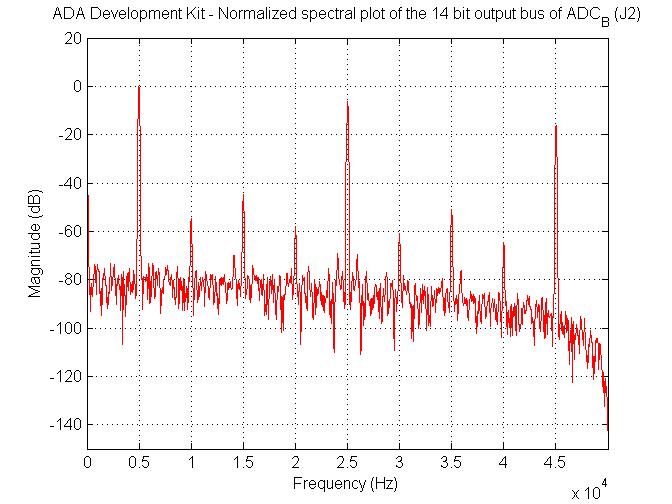 ADA Development Kit - Normalized spectral plot of the 14 bit output bus of ADC_B (J2)
20
0
-20
-40
-60
-80
-100
-120
-140
Magnitude (dB)
0 0.5 1 1.5 2 2.5 3 3.5 4 4.5 5
Frequency (Hz)
x 10^4